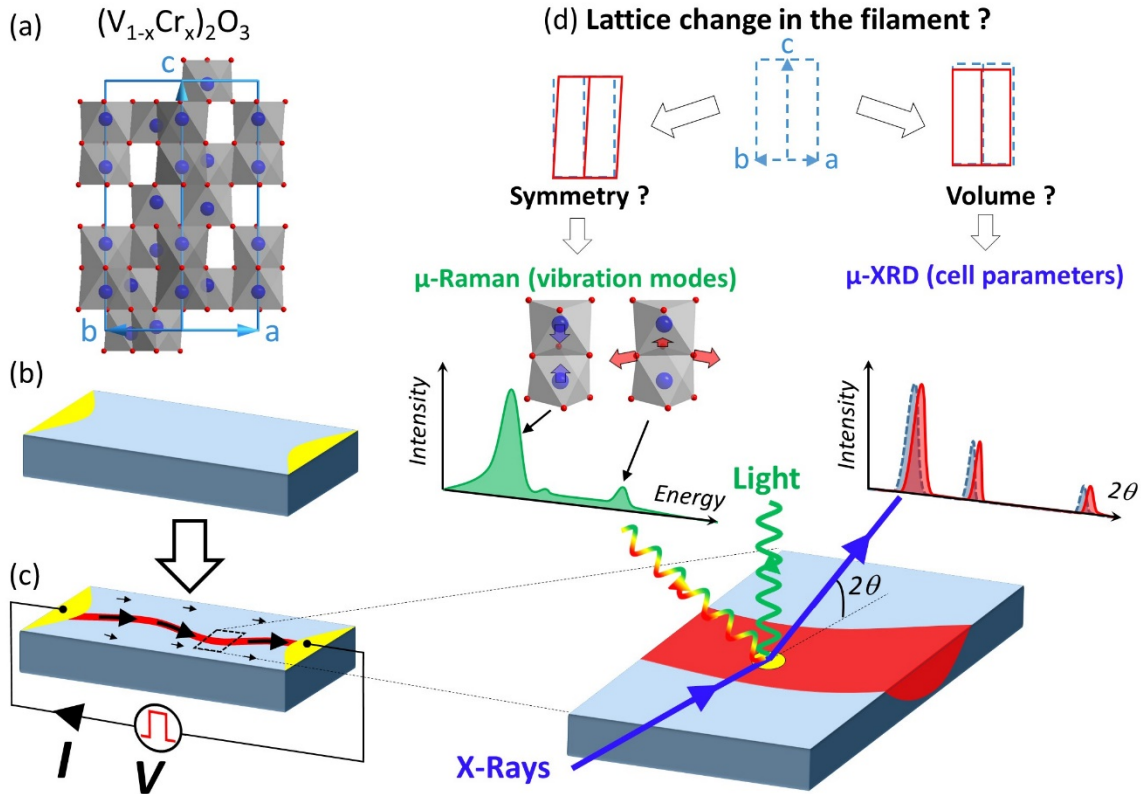 (a) (V₁₋ₓCrₓ)₂O₃
c
b a
(b)
(c)
I
V
(d) Lattice change in the filament ?
c
b a
Symmetry ?
Volume ?
µ-Raman (vibration modes)
µ-XRD (cell parameters)
Intensity
Energy
Intensity
2θ
Light
2θ
X-Rays